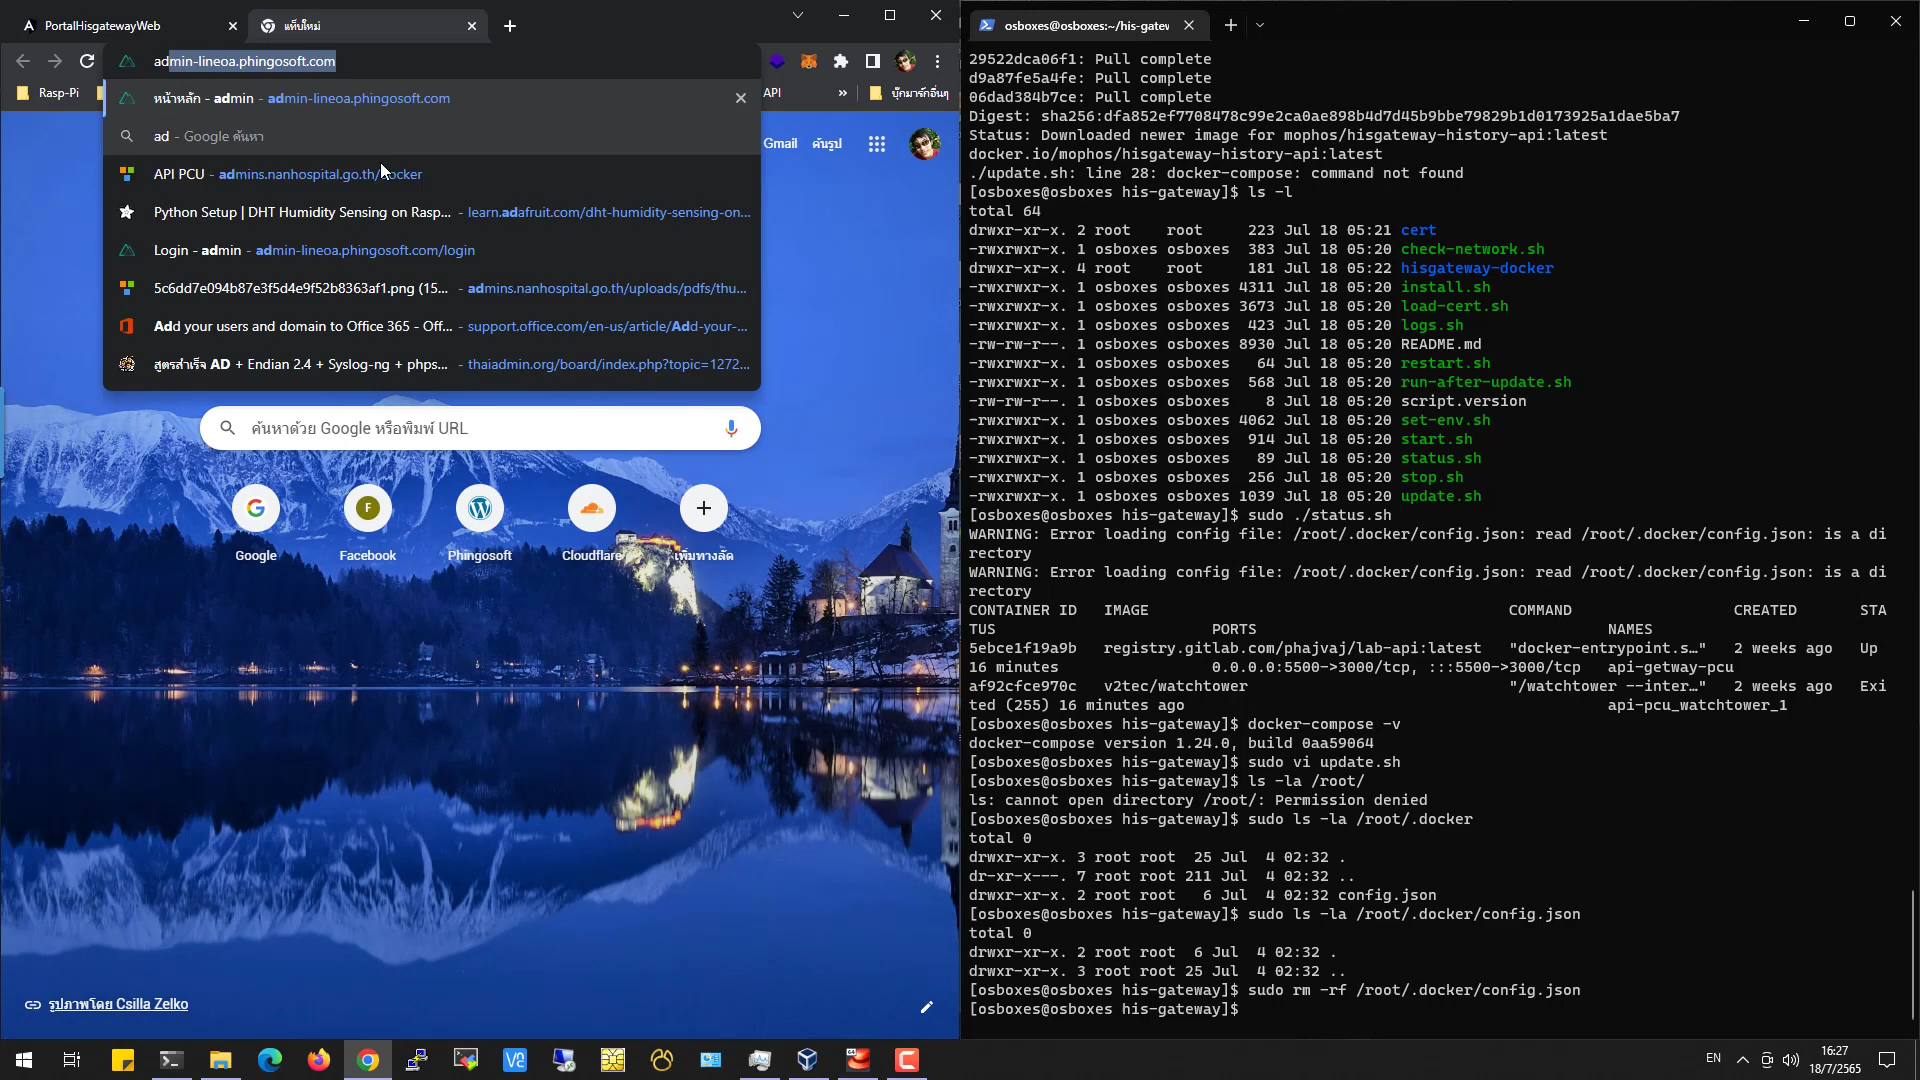 PortalHisgatewayWeb
แท็บใหม่
admin-lineoa.phingosoft.com
Rasp-Pi
API
บุ๊กมาร์กอื่นๆ
หน้าหลัก - admin - admin-lineoa.phingosoft.com
ad - Google ค้นหา
API PCU - admins.nanhospital.go.th/docker
Python Setup | DHT Humidity Sensing on Rasp... - learn.adafruit.com/dht-humidity-sensing-on...
Login - admin - admin-lineoa.phingosoft.com/login
5c6dd7e094b87e3f5d4e9f52b8363af1.png (15... - admins.nanhospital.go.th/uploads/pdfs/thu...
Add your users and domain to Office 365 - Off... - support.office.com/en-us/article/Add-your-...
สูตรสำเร็จ AD + Endian 2.4 + Syslog-ng + phps... - thaiadmin.org/board/index.php?topic=1272...
Gmail
ค้นรูป
ค้นหาด้วย Google หรือพิมพ์ URL
Google
Facebook
Phingosoft
Cloudflare
เพิ่มทางลัด
รูปภาพโดย Csilla Zelko
osboxes@osboxes:~/his-gatew
29522dca06f1: Pull complete
d9a87fe5a4fe: Pull complete
06dad384b7ce: Pull complete
Digest: sha256:dfa852ef7708478c99e2ca0ae898b4d7d45b9bbe79829b1d0173925a1dae5ba7
Status: Downloaded newer image for mophos/hisgateway-history-api:latest
docker.io/mophos/hisgateway-history-api:latest
./update.sh: line 28: docker-compose: command not found
[osboxes@osboxes his-gateway]$ ls -l
total 64
drwxr-xr-x. 2 root    root     223 Jul 18 05:21 cert
-rwxrwxr-x. 1 osboxes osboxes  383 Jul 18 05:20 check-network.sh
drwxr-xr-x. 4 root    root     181 Jul 18 05:22 hisgateway-docker
-rwxrwxr-x. 1 osboxes osboxes 4311 Jul 18 05:20 install.sh
-rwxrwxr-x. 1 osboxes osboxes 3673 Jul 18 05:20 load-cert.sh
-rwxrwxr-x. 1 osboxes osboxes  423 Jul 18 05:20 logs.sh
-rw-rw-r--. 1 osboxes osboxes 8930 Jul 18 05:20 README.md
-rwxrwxr-x. 1 osboxes osboxes   64 Jul 18 05:20 restart.sh
-rwxrwxr-x. 1 osboxes osboxes  568 Jul 18 05:20 run-after-update.sh
-rw-rw-r--. 1 osboxes osboxes    8 Jul 18 05:20 script.version
-rwxrwxr-x. 1 osboxes osboxes 4062 Jul 18 05:20 set-env.sh
-rwxrwxr-x. 1 osboxes osboxes  914 Jul 18 05:20 start.sh
-rwxrwxr-x. 1 osboxes osboxes   89 Jul 18 05:20 status.sh
-rwxrwxr-x. 1 osboxes osboxes  256 Jul 18 05:20 stop.sh
-rwxrwxr-x. 1 osboxes osboxes 1039 Jul 18 05:20 update.sh
[osboxes@osboxes his-gateway]$ sudo ./status.sh
WARNING: Error loading config file: /root/.docker/config.json: read /root/.docker/config.json: is a di
rectory
WARNING: Error loading config file: /root/.docker/config.json: read /root/.docker/config.json: is a di
rectory
CONTAINER ID   IMAGE                                        COMMAND                  CREATED       STA
TUS                        PORTS                                       NAMES
5ebce1f19a9b   registry.gitlab.com/phajvaj/lab-api:latest   "docker-entrypoint.s…"   2 weeks ago   Up
16 minutes                 0.0.0.0:5500->3000/tcp, :::5500->3000/tcp   api-getway-pcu
af92cfce970c   v2tec/watchtower                             "/watchtower --inter…"   2 weeks ago   Exi
ted (255) 16 minutes ago                                               api-pcu_watchtower_1
[osboxes@osboxes his-gateway]$ docker-compose -v
docker-compose version 1.24.0, build 0aa59064
[osboxes@osboxes his-gateway]$ sudo vi update.sh
[osboxes@osboxes his-gateway]$ ls -la /root/
ls: cannot open directory /root/: Permission denied
[osboxes@osboxes his-gateway]$ sudo ls -la /root/.docker
total 0
drwxr-xr-x. 3 root root  25 Jul  4 02:32 .
dr-xr-x---. 7 root root 211 Jul  4 02:32 ..
drwxr-xr-x. 2 root root   6 Jul  4 02:32 config.json
[osboxes@osboxes his-gateway]$ sudo ls -la /root/.docker/config.json
total 0
drwxr-xr-x. 2 root root  6 Jul  4 02:32 .
drwxr-xr-x. 3 root root 25 Jul  4 02:32 ..
[osboxes@osboxes his-gateway]$ sudo rm -rf /root/.docker/config.json
[osboxes@osboxes his-gateway]$
EN
16:27
18/7/2565